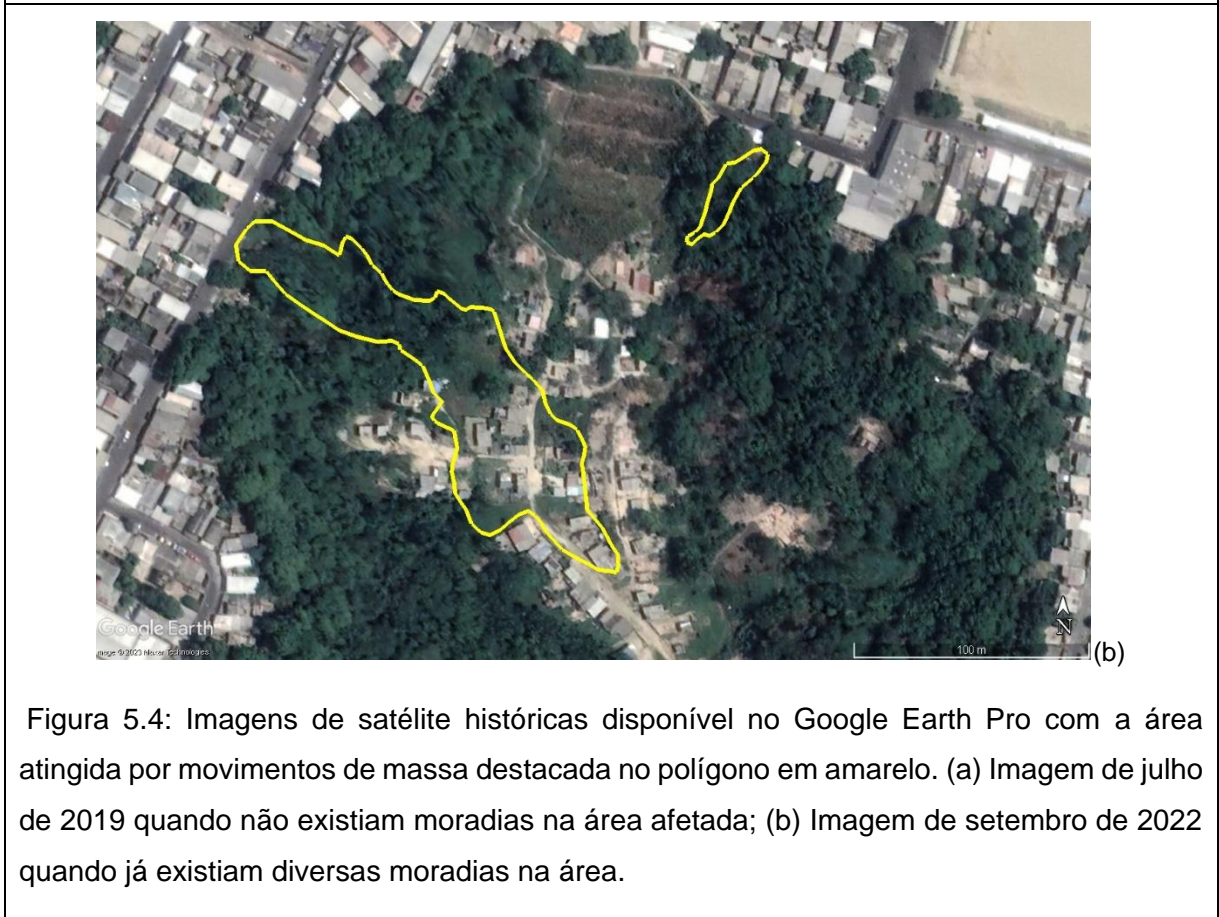 Google Earth
100 m
N
(b)
Figura 5.4: Imagens de satélite históricas disponível no Google Earth Pro com a área
atingida por movimentos de massa destacada no polígono em amarelo. (a) Imagem de julho
de 2019 quando não existiam moradias na área afetada; (b) Imagem de setembro de 2022
quando já existiam diversas moradias na área.